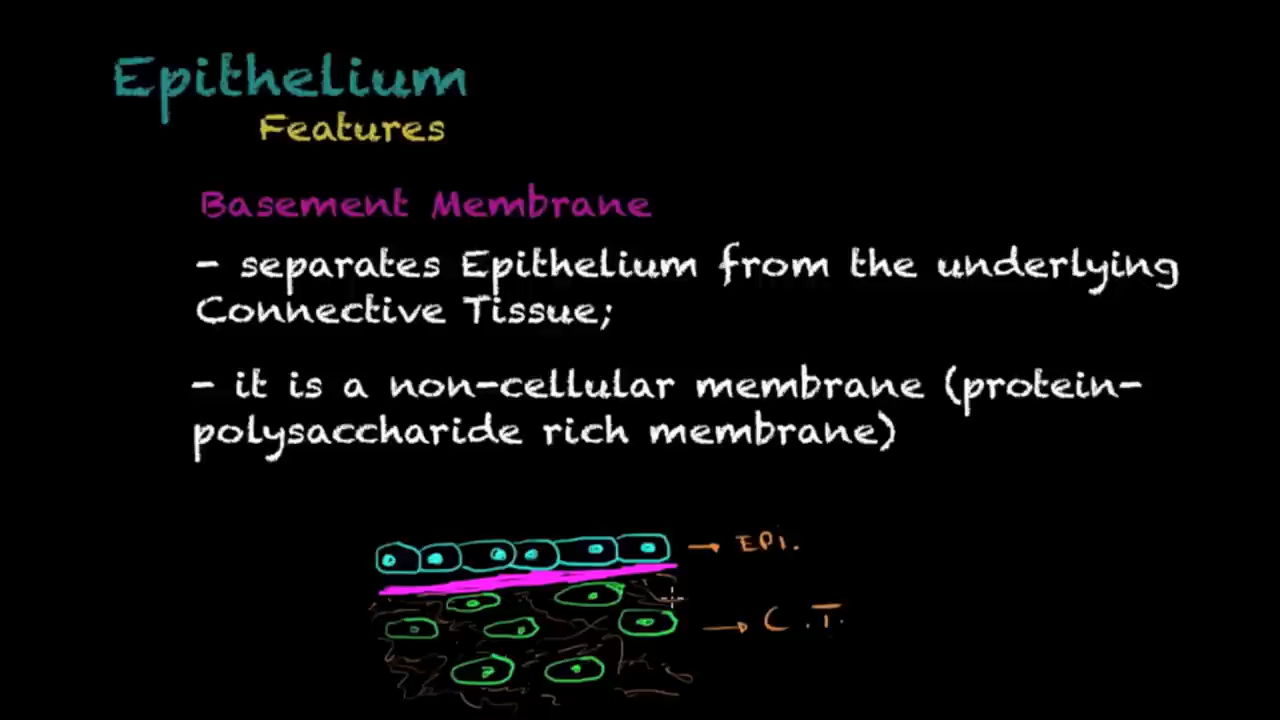 Epithelium
Features
Basement Membrane
- separates Epithelium from the underlying
Connective Tissue;
- it is a non-cellular membrane (protein-
polysaccharide rich membrane)
→ EPi.
→ C.T.